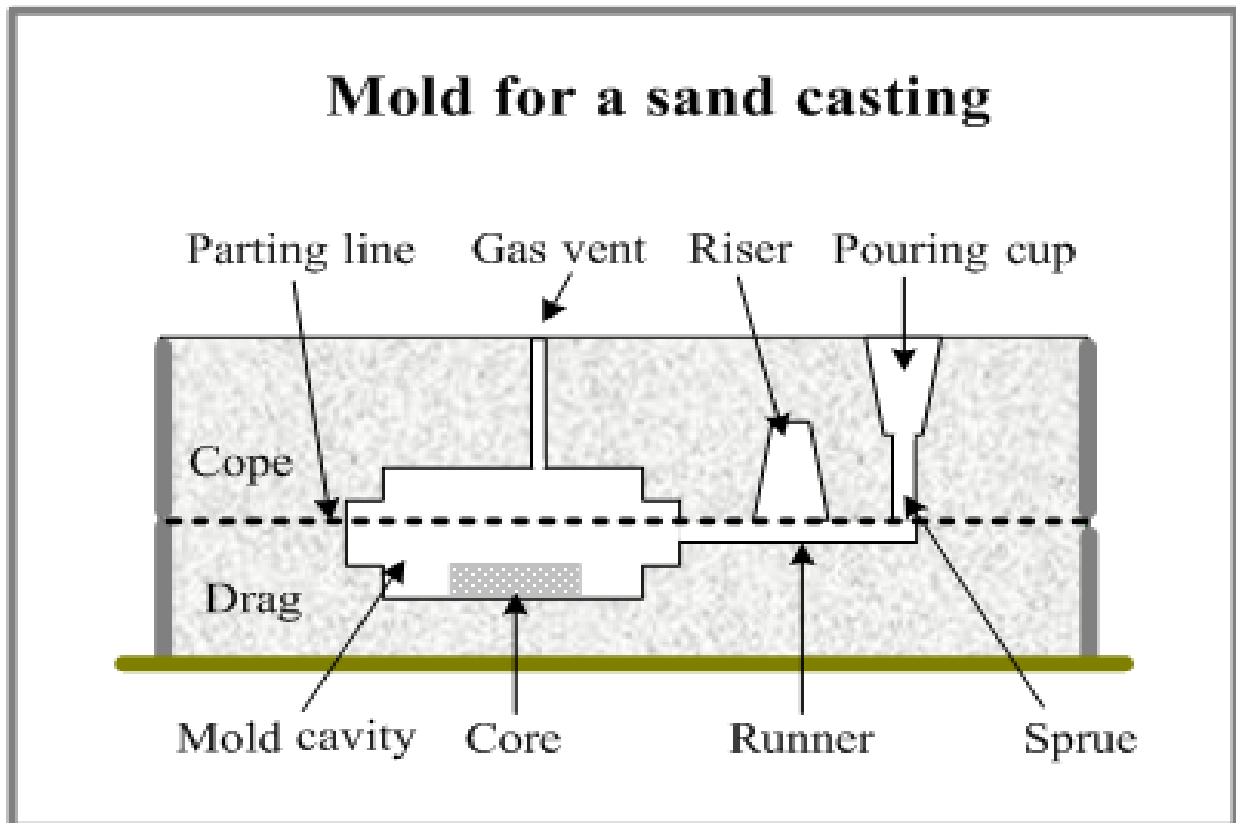 Mold for a sand casting
Parting line
Gas vent
Riser
Pouring cup
Cope
Drag
Mold cavity
Core
Runner
Sprue